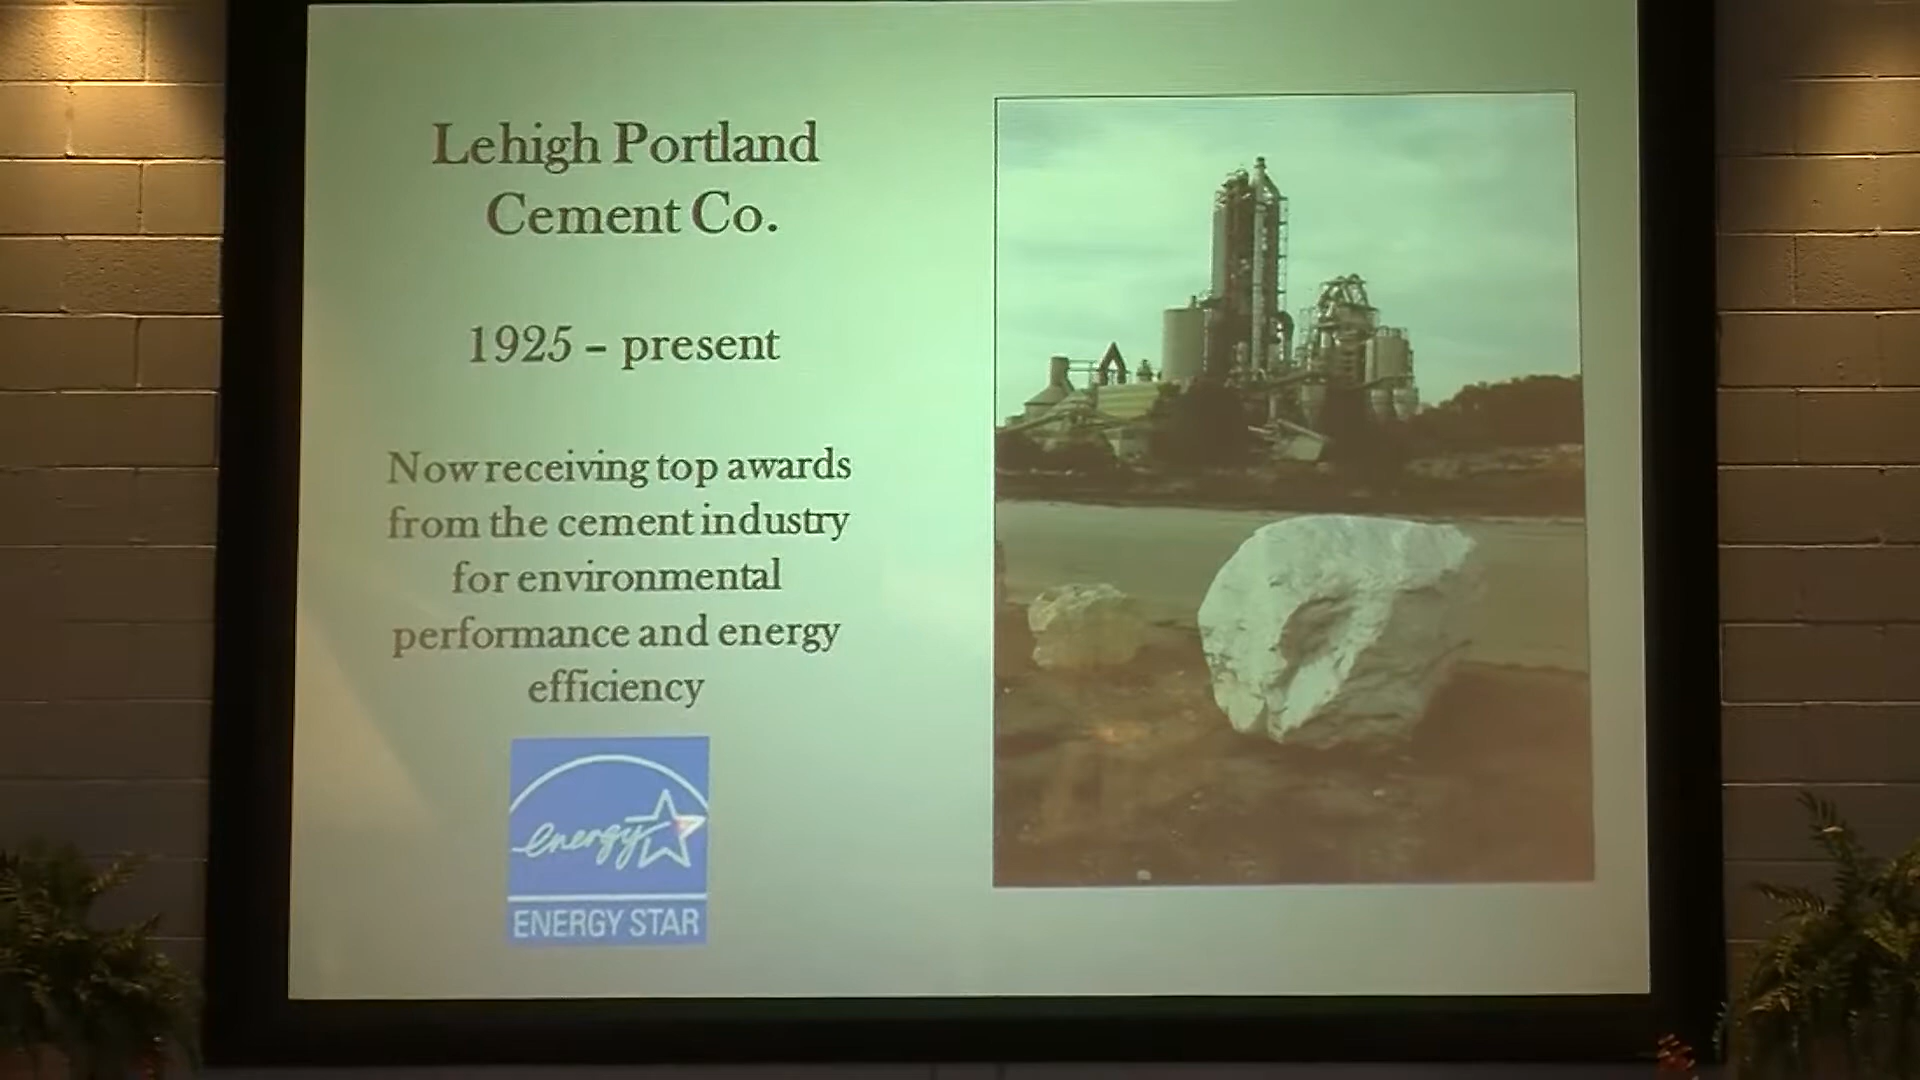 Lehigh Portland
Cement Co.
1925 – present
Now receiving top awards
from the cement industry
for environmental
performance and energy
efficiency
energy
ENERGY STAR